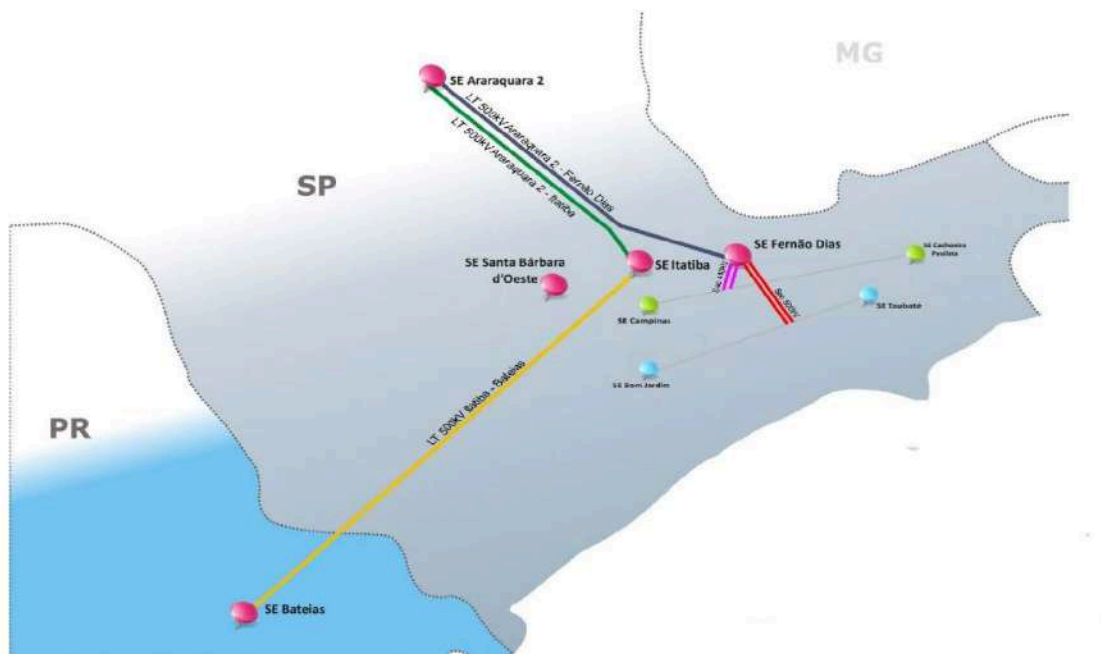 MG
SE Araraquara 2
LT 500kV Araraquara 2 - Fernão Dias
LT 500kV Araraquara 2 - Itatiba
SP
SE Fernão Dias
SE Cachoeira
Paulista
SE Santa Bárbara
d'Oeste
SE Itatiba
SE Campinas
SE Taubaté
SE Bom Jardim
LT 500kV Itatiba - Bateias
PR
SE Bateias